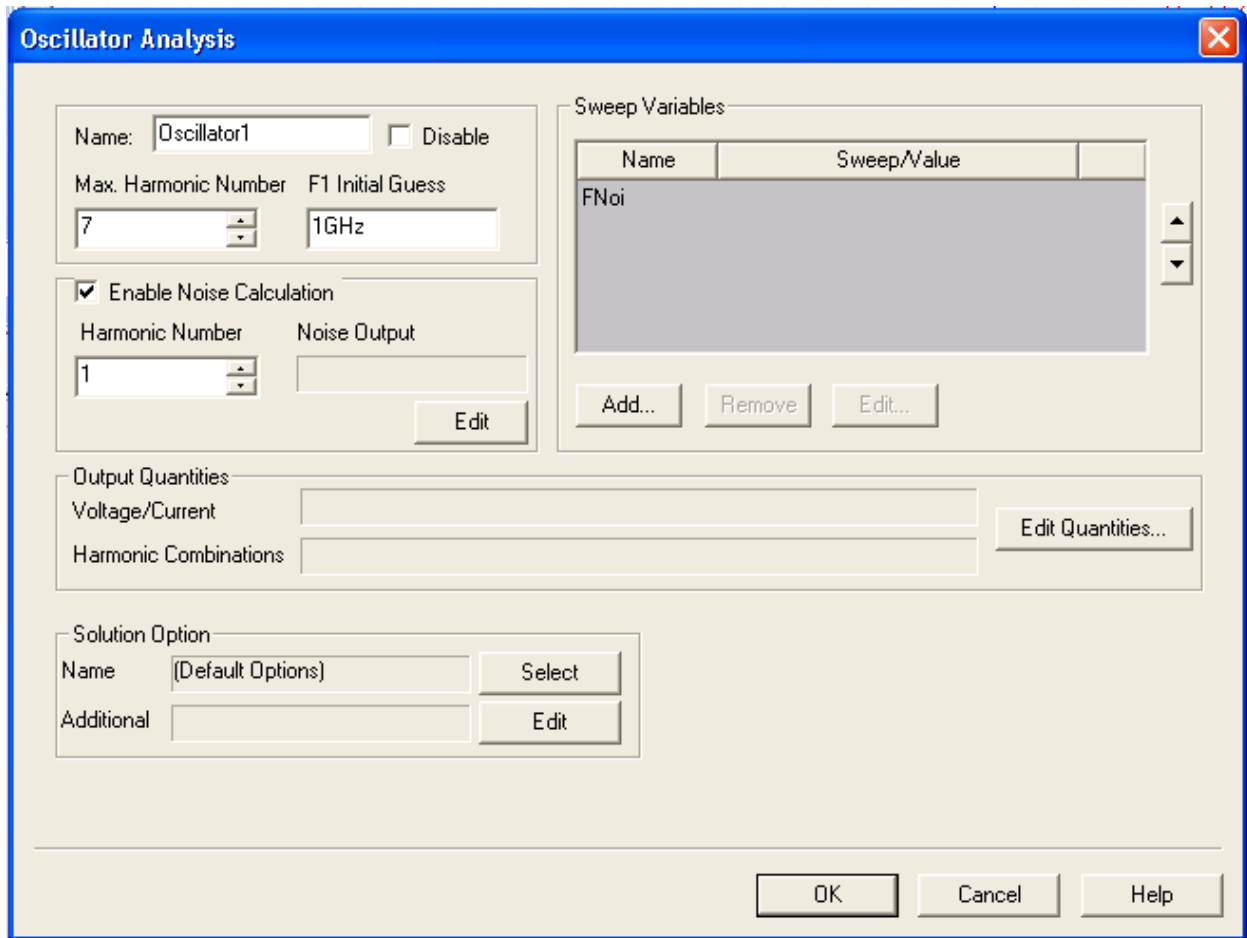 Oscillator Analysis
Name: Oscillator1 Disable
Max. Harmonic Number F1 Initial Guess
7 1GHz
Enable Noise Calculation
Harmonic Number Noise Output
1
Edit
Sweep Variables
Name Sweep/Value
FNoi
Add... Remove Edit...
Output Quantities
Voltage/Current
Harmonic Combinations
Edit Quantities...
Solution Option
Name (Default Options) Select
Additional Edit
OK Cancel Help